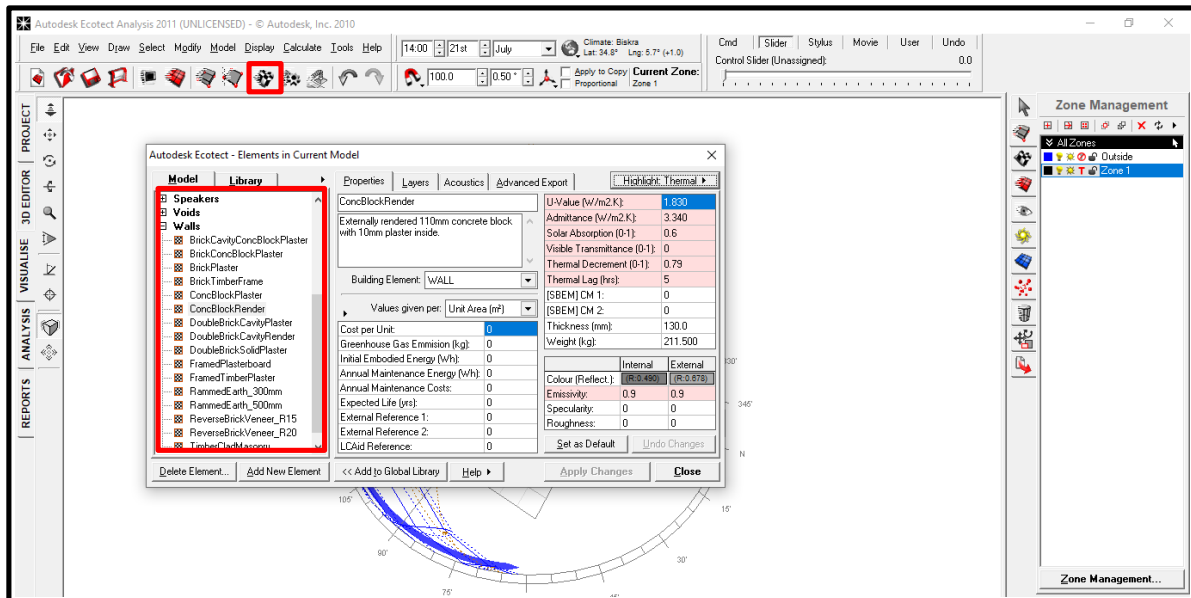 Autodesk Ecotect Analysis 2011 (UNLICENSED) - © Autodesk, Inc. 2010
File Edit View Draw Select Modify Model Display Calculate Tools Help
14:00 21st July
Climate: Biskra
Lat: 34.8° Lng: 5.7° (+1.0)
Cmd Slider Stylus Movie User Undo
Control Slider (Unassigned): 0.0
100.0 0.50 °
Apply to Copy
Proportional
Current Zone:
Zone 1
PROJECT
3D EDITOR
VISUALISE
ANALYSIS
REPORTS
Zone Management
All Zones
Outside
T Zone 1
Zone Management...
Autodesk Ecotect - Elements in Current Model
Model Library
Speakers
Voids
Walls
BrickCavityConcBlockPlaster
BrickConcBlockPlaster
BrickPlaster
BrickTimberFrame
ConcBlockPlaster
ConcBlockRender
DoubleBrickCavityPlaster
DoubleBrickCavityRender
DoubleBrickSolidPlaster
FramedPlasterboard
FramedTimberPlaster
RammedEarth_300mm
RammedEarth_500mm
ReverseBrickVeneer_R15
ReverseBrickVeneer_R20
TimberCladMasonry
Delete Element... Add New Element
Properties Layers Acoustics Advanced Export
Highlight: Thermal
ConcBlockRender
Externally rendered 110mm concrete block
with 10mm plaster inside.
Building Element: WALL
Values given per: Unit Area (m²)
Cost per Unit: 0
Greenhouse Gas Emmision (kg): 0
Initial Embodied Energy (Wh): 0
Annual Maintenance Energy (Wh): 0
Annual Maintenance Costs: 0
Expected Life (yrs): 0
External Reference 1: 0
External Reference 2: 0
LCAid Reference: 0
U-Value (W/m2.K): 1.830
Admittance (W/m2.K): 3.340
Solar Absorption (0-1): 0.6
Visible Transmittance (0-1): 0
Thermal Decrement (0-1): 0.79
Thermal Lag (hrs): 5
[SBEM] CM 1: 0
[SBEM] CM 2: 0
Thickness (mm): 130.0
Weight (kg): 211.500
Internal External
Colour (Reflect.): (R:0.490) (R:0.678)
Emissivity: 0.9 0.9
Specularity: 0 0
Roughness: 0 0
Set as Default Undo Changes
<< Add to Global Library Help Apply Changes Close
345°
N
15°
30°
75°
90°
105°